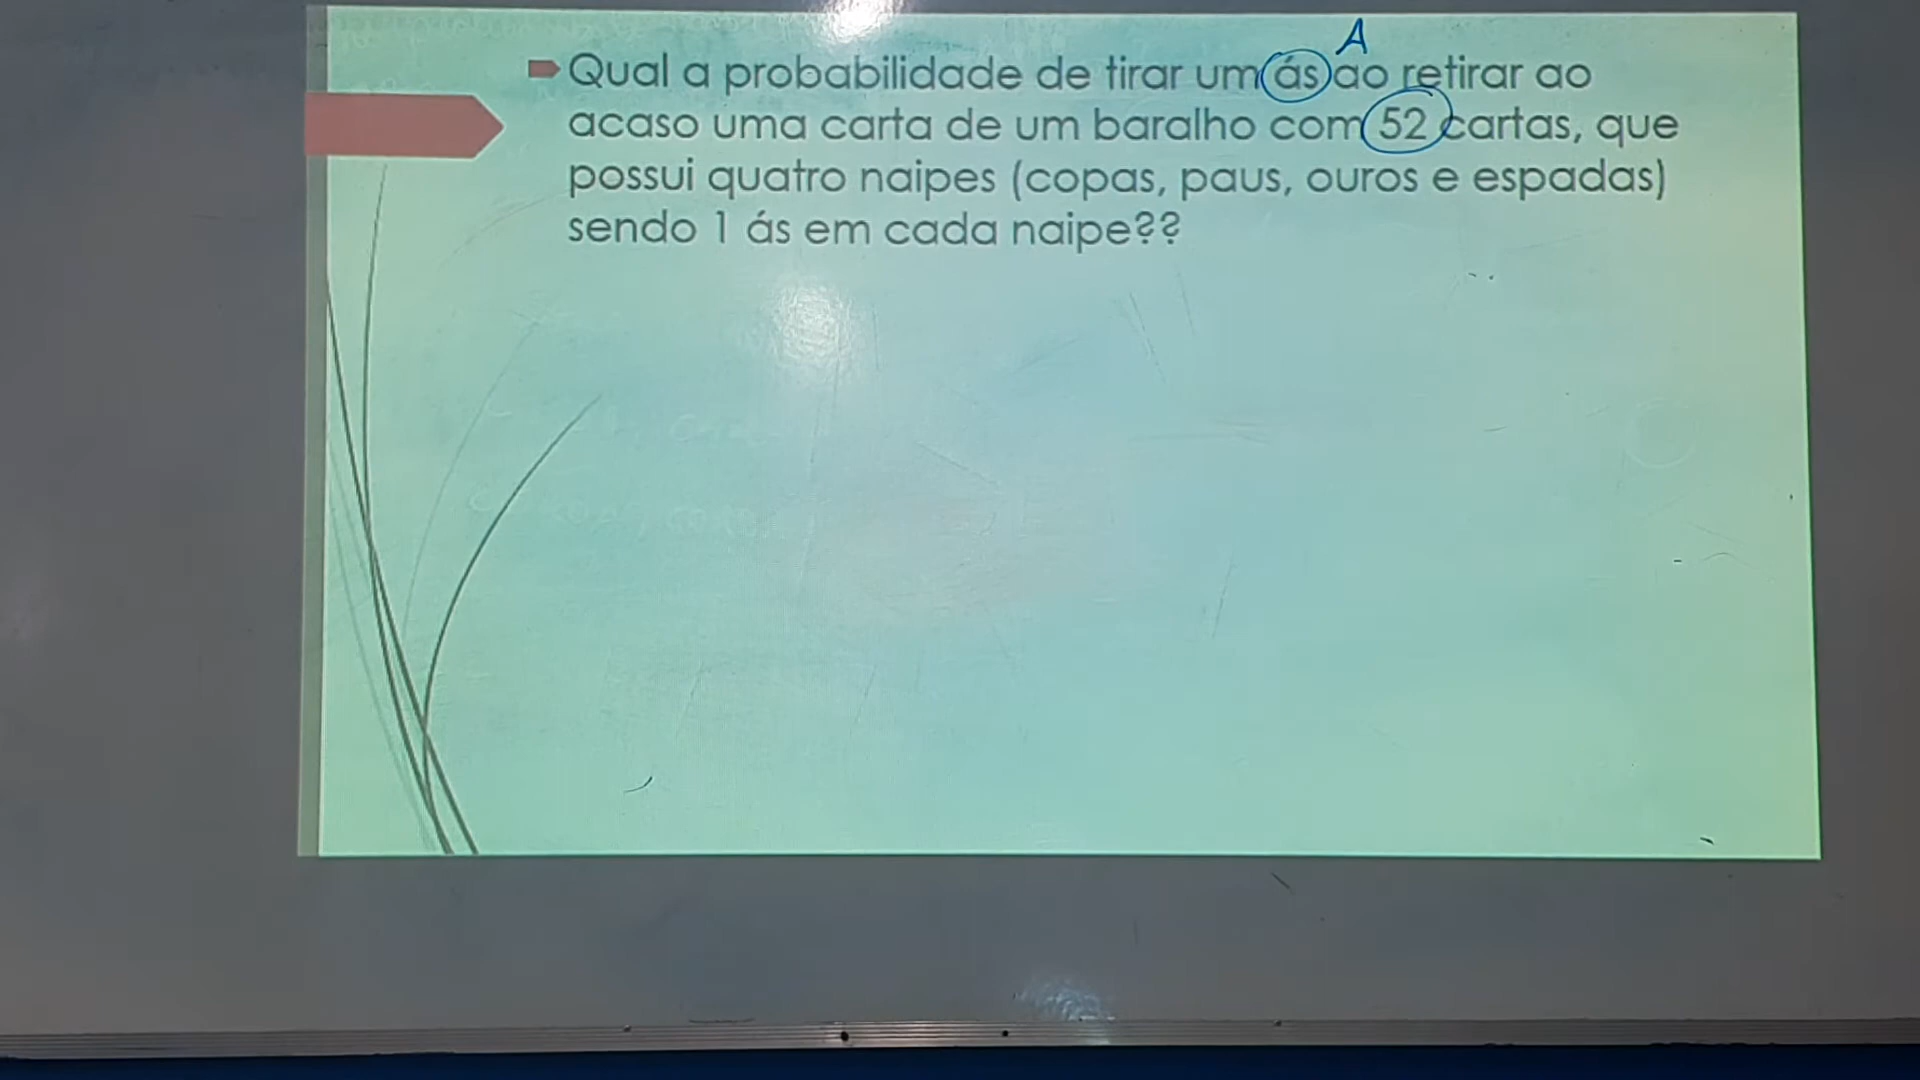 A
Qual a probabilidade de tirar um ás ao retirar ao
acaso uma carta de um baralho com 52 cartas, que
possui quatro naipes (copas, paus, ouros e espadas)
sendo 1 ás em cada naipe??